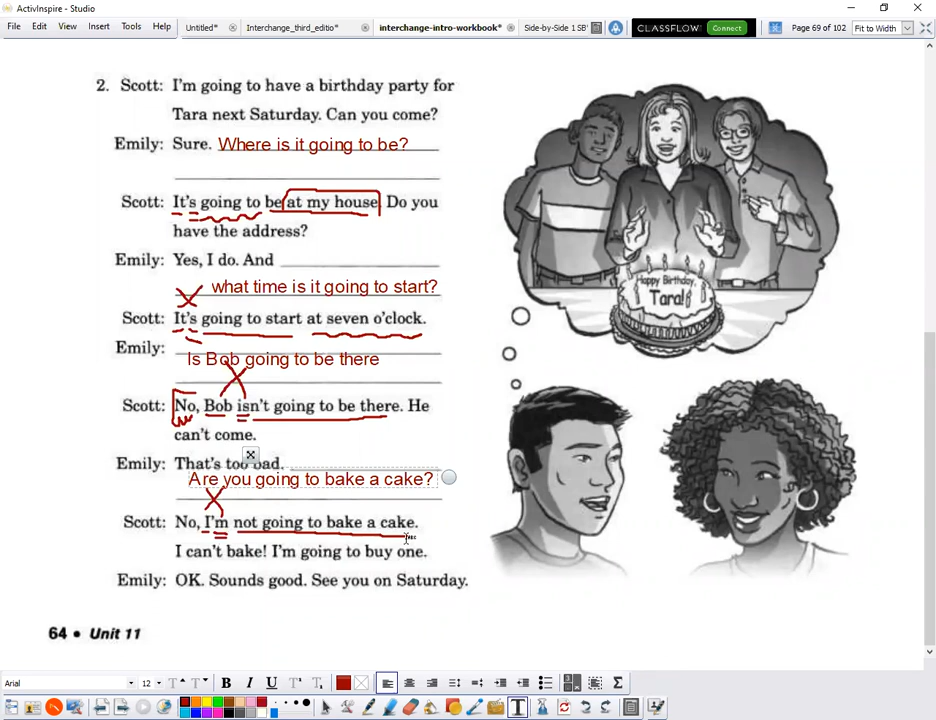 ActivInspire - Studio
File Edit View Insert Tools Help Untitled* Interchange_third_editio* interchange-intro-workbook* Side-by-Side 1 SB' CLASSFLOW Connect Page 69 of 102 Fit to Width
2. Scott: I'm going to have a birthday party for
Tara next Saturday. Can you come?
Emily: Sure. Where is it going to be?
Scott: It's going to be at my house. Do you
have the address?
Emily: Yes, I do. And
what time is it going to start?
Scott: It's going to start at seven o'clock.
Emily:
Is Bob going to be there
Scott: No, Bob isn't going to be there. He
can't come.
Emily: That's too bad.
Are you going to bake a cake?
Scott: No, I'm not going to bake a cake.
I can't bake! I'm going to buy one.
Emily: OK. Sounds good. See you on Saturday.
Happy Birthday,
Tara!
64 • Unit 11
Arial 12 B I U